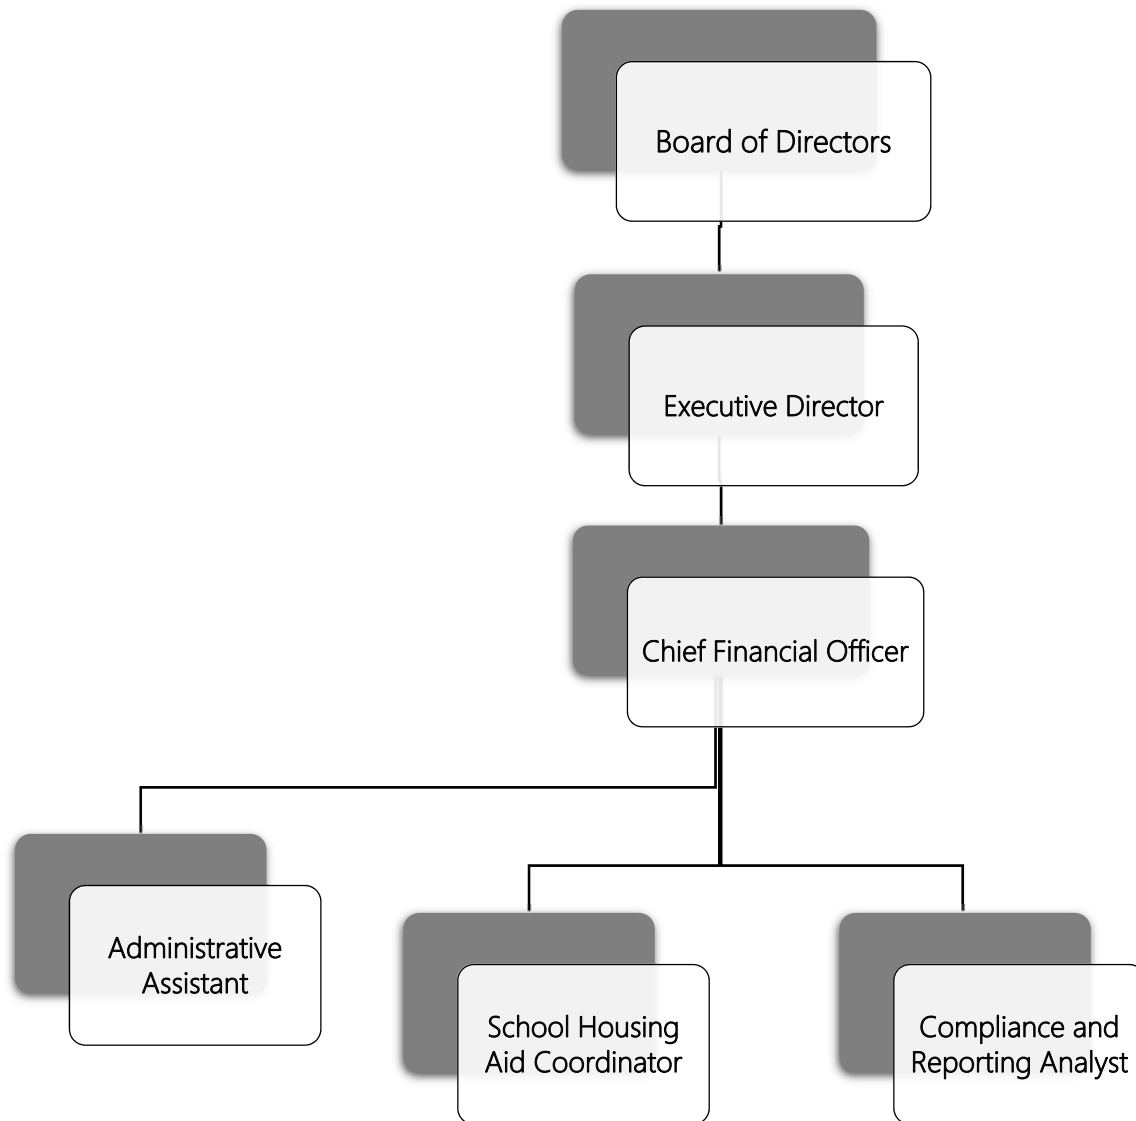 Board of Directors
Executive Director
Chief Financial Officer
Administrative
Assistant
School Housing
Aid Coordinator
Compliance and
Reporting Analyst